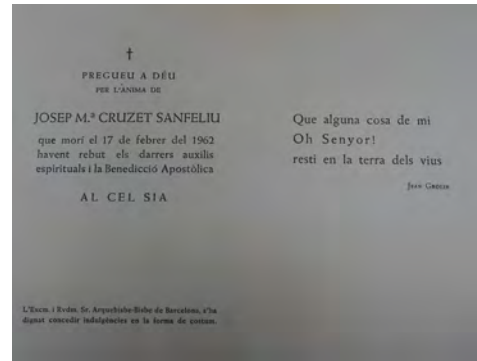 †
PREGUEU A DÉU
PER L'ÀNIMA DE
JOSEP M.ª CRUZET SANFELIU
que morí el 17 de febrer del 1962
havent rebut els darrers auxilis
espirituals i la Benedicció Apostòlica
AL CEL SIA
L'Excm. i Rvdm. Sr. Arquebisbe-Bisbe de Barcelona, s'ha
dignat concedir indulgències en la forma de costum.
Que alguna cosa de mi
Oh Senyor!
resti en la terra dels vius